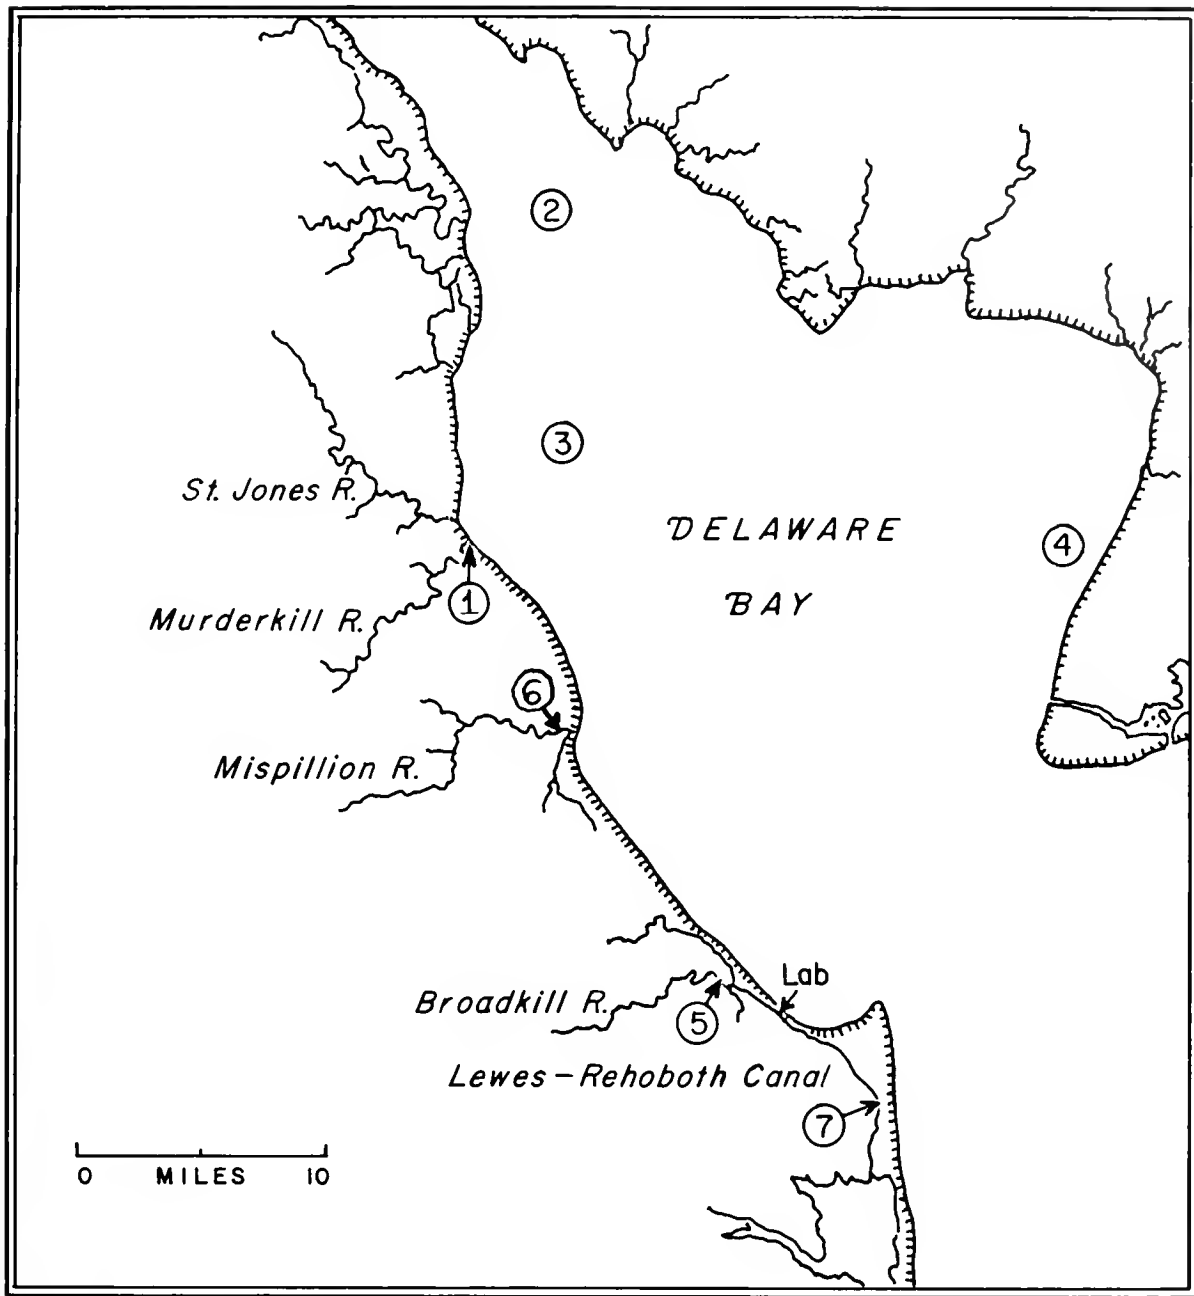 ②
③
St. Jones R.
DELAWARE
④
BAY
①
Murderkill R.
⑥
Mispillion R.
Lab
Broadkill R.
⑤
Lewes-Rehoboth Canal
⑦
0 MILES 10